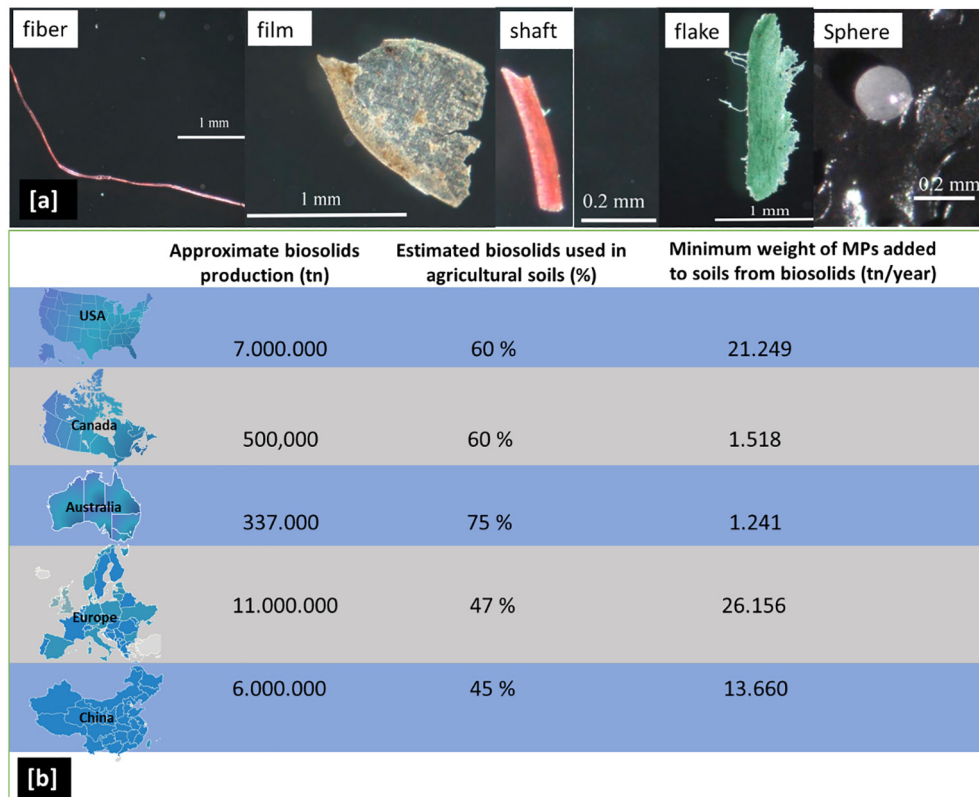 fiber
film
shaft
flake
Sphere
1 mm
1 mm
0.2 mm
1 mm
0.2 mm
[a]
Approximate biosolids
production (tn)
Estimated biosolids used in
agricultural soils (%)
Minimum weight of MPs added
to soils from biosolids (tn/year)
USA
7.000.000
60 %
21.249
Canada
500,000
60 %
1.518
Australia
337.000
75 %
1.241
Europe
11.000.000
47 %
26.156
China
6.000.000
45 %
13.660
[b]